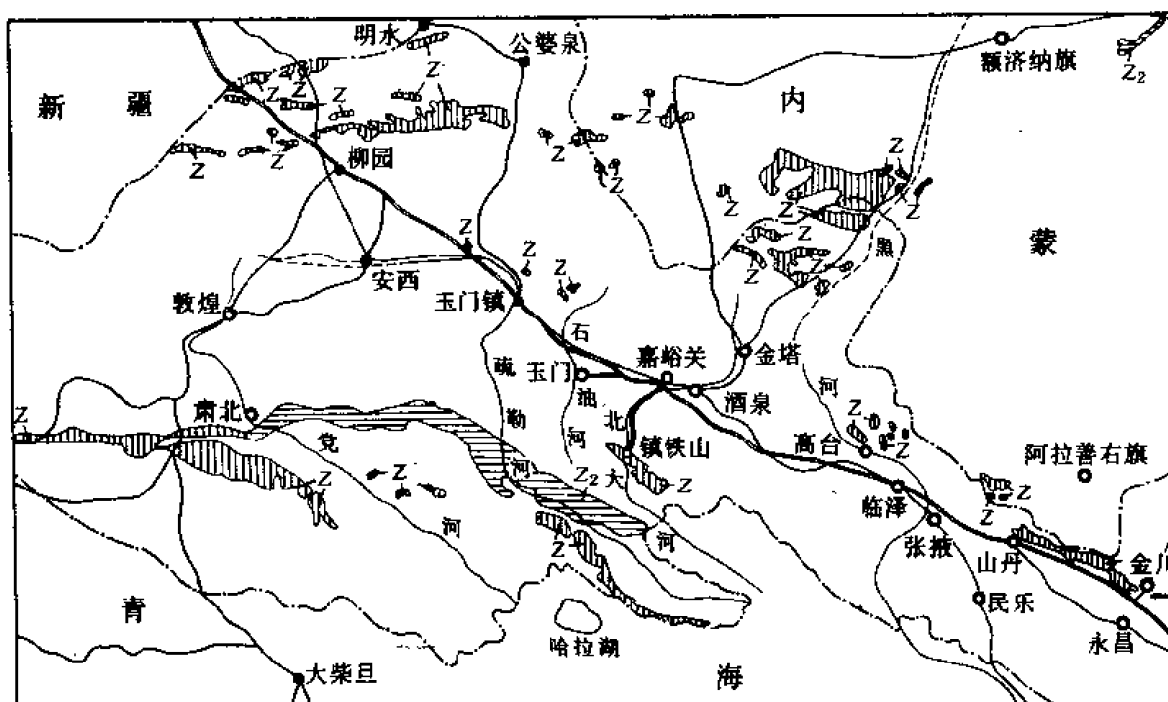 明水
公婆泉
额济纳旗
Z
Z₂
新疆
Z
Z
Z
内
Z
Z
Z
柳园
Z
Z
Z
Z
Z
Z
Z
Z
蒙
黑
Z
Z
安西
Z
Z
敦煌
玉门镇
石
油
河
疏
勒
河
玉门
嘉峪关
金塔
酒泉
北
大
河
镇铁山
河
高台
Z
Z
阿拉善右旗
Z
肃北
党
河
Z
Z₂
Z
临泽
Z
Z
张掖
山丹
金川
Z
Z
青
民乐
永昌
哈拉湖
大柴旦
海